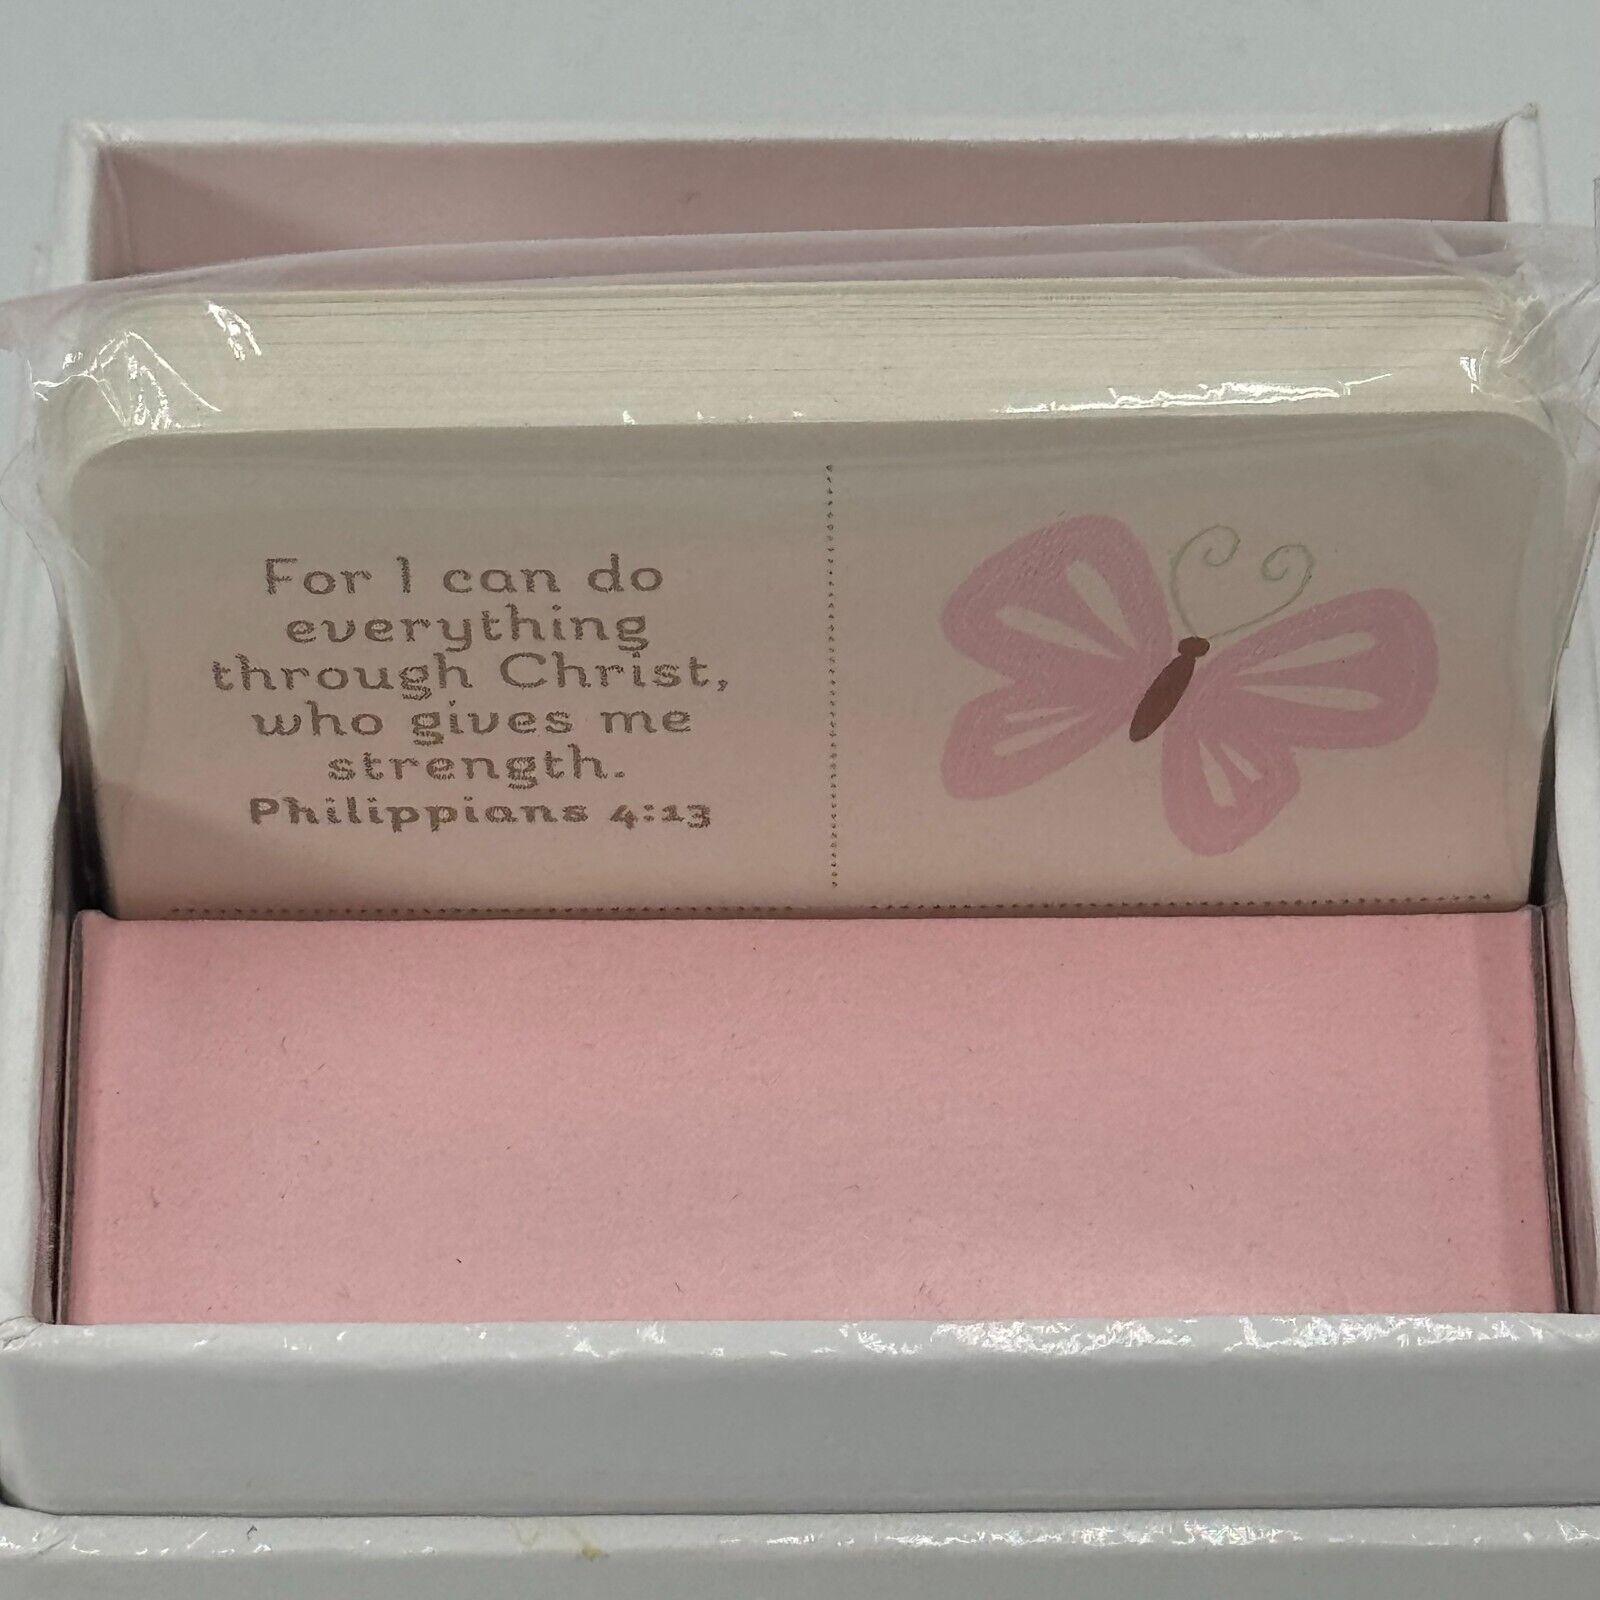 For I can do
everything
through Christ,
who gives me
strength.
Philippians 4:13